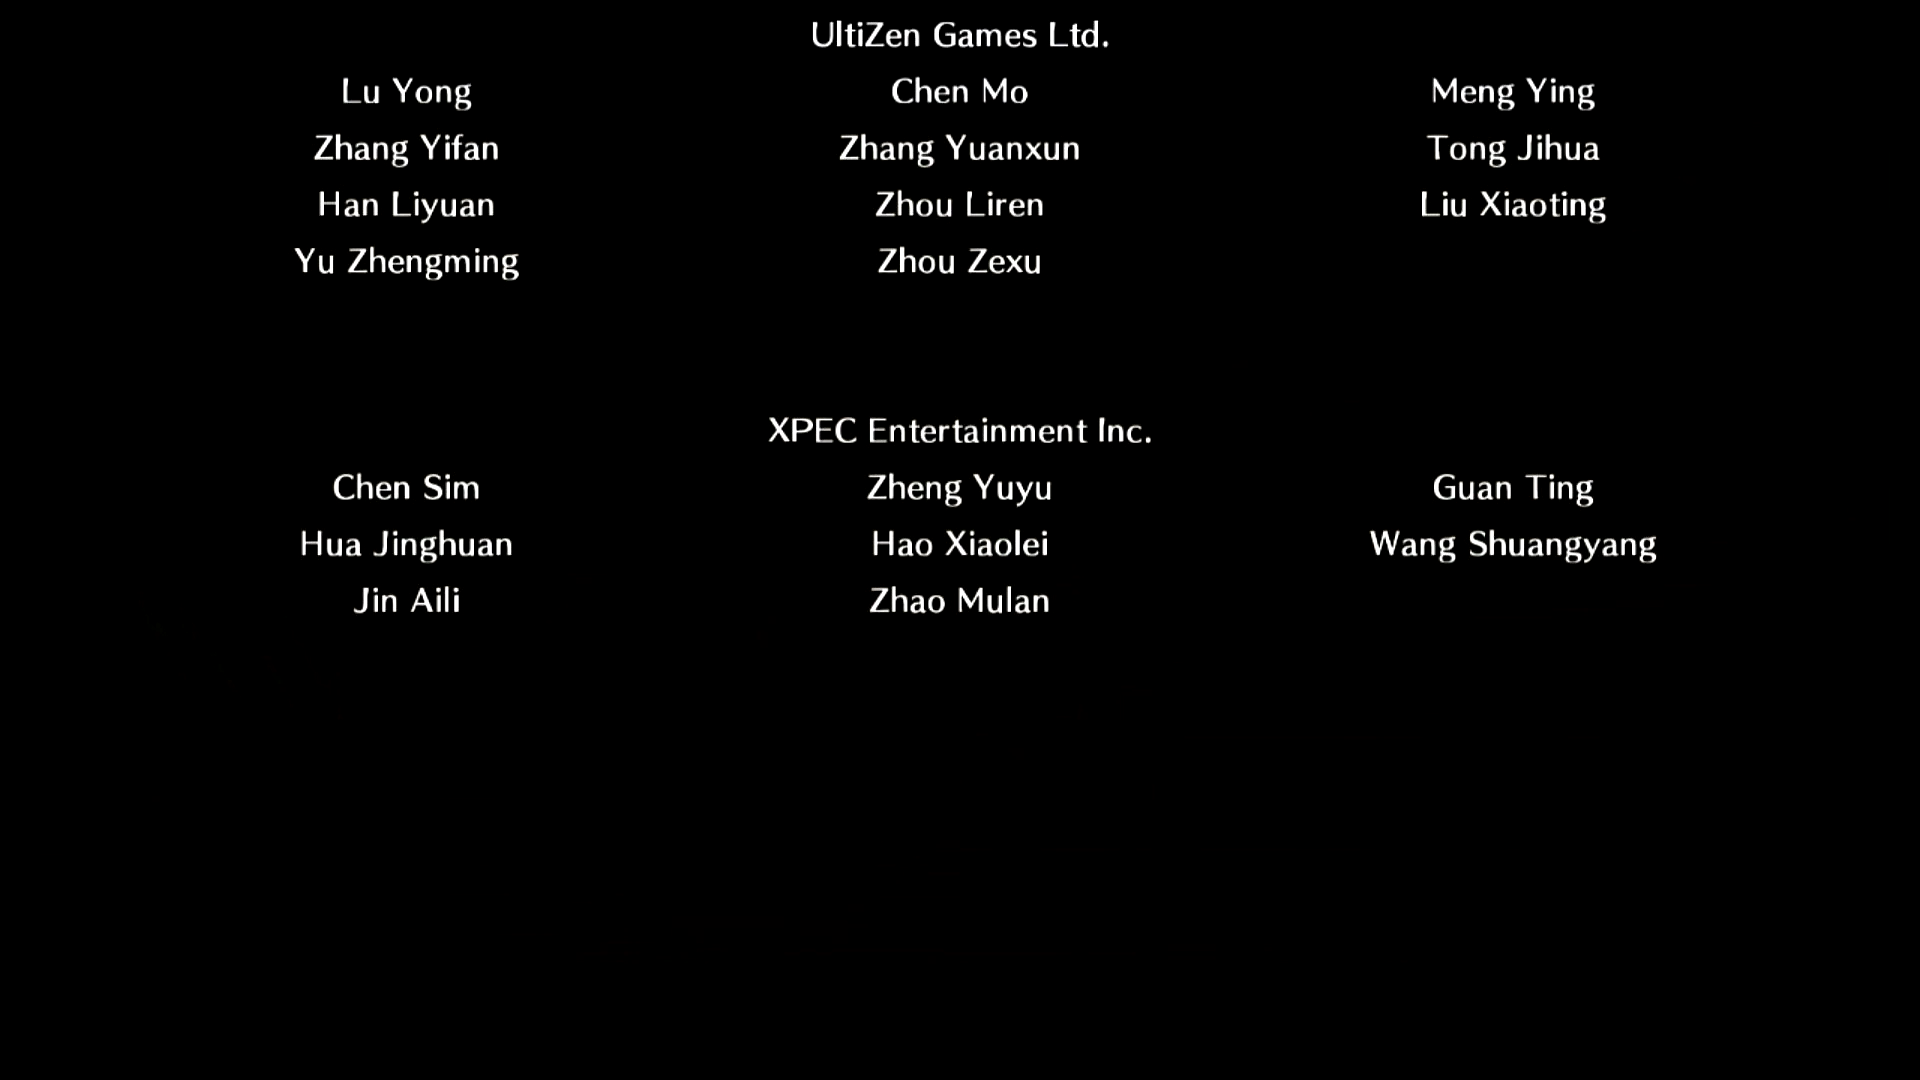 UltiZen Games Ltd.
Lu Yong Chen Mo Meng Ying
Zhang Yifan Zhang Yuanxun Tong Jihua
Han Liyuan Zhou Liren Liu Xiaoting
Yu Zhengming Zhou Zexu
XPEC Entertainment Inc.
Chen Sim Zheng Yuyu Guan Ting
Hua Jinghuan Hao Xiaolei Wang Shuangyang
Jin Aili Zhao Mulan